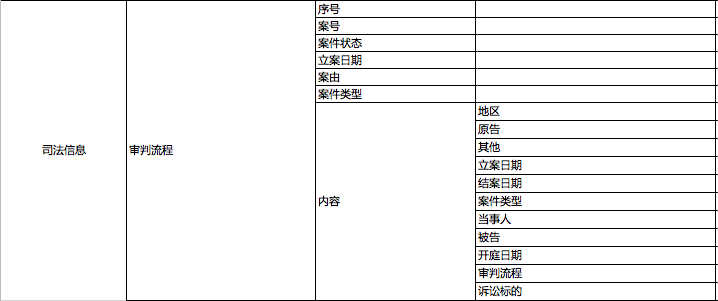 序号
案号
案件状态
立案日期
案由
案件类型
司法信息
审判流程
内容
地区
原告
其他
立案日期
结案日期
案件类型
当事人
被告
开庭日期
审判流程
诉讼标的